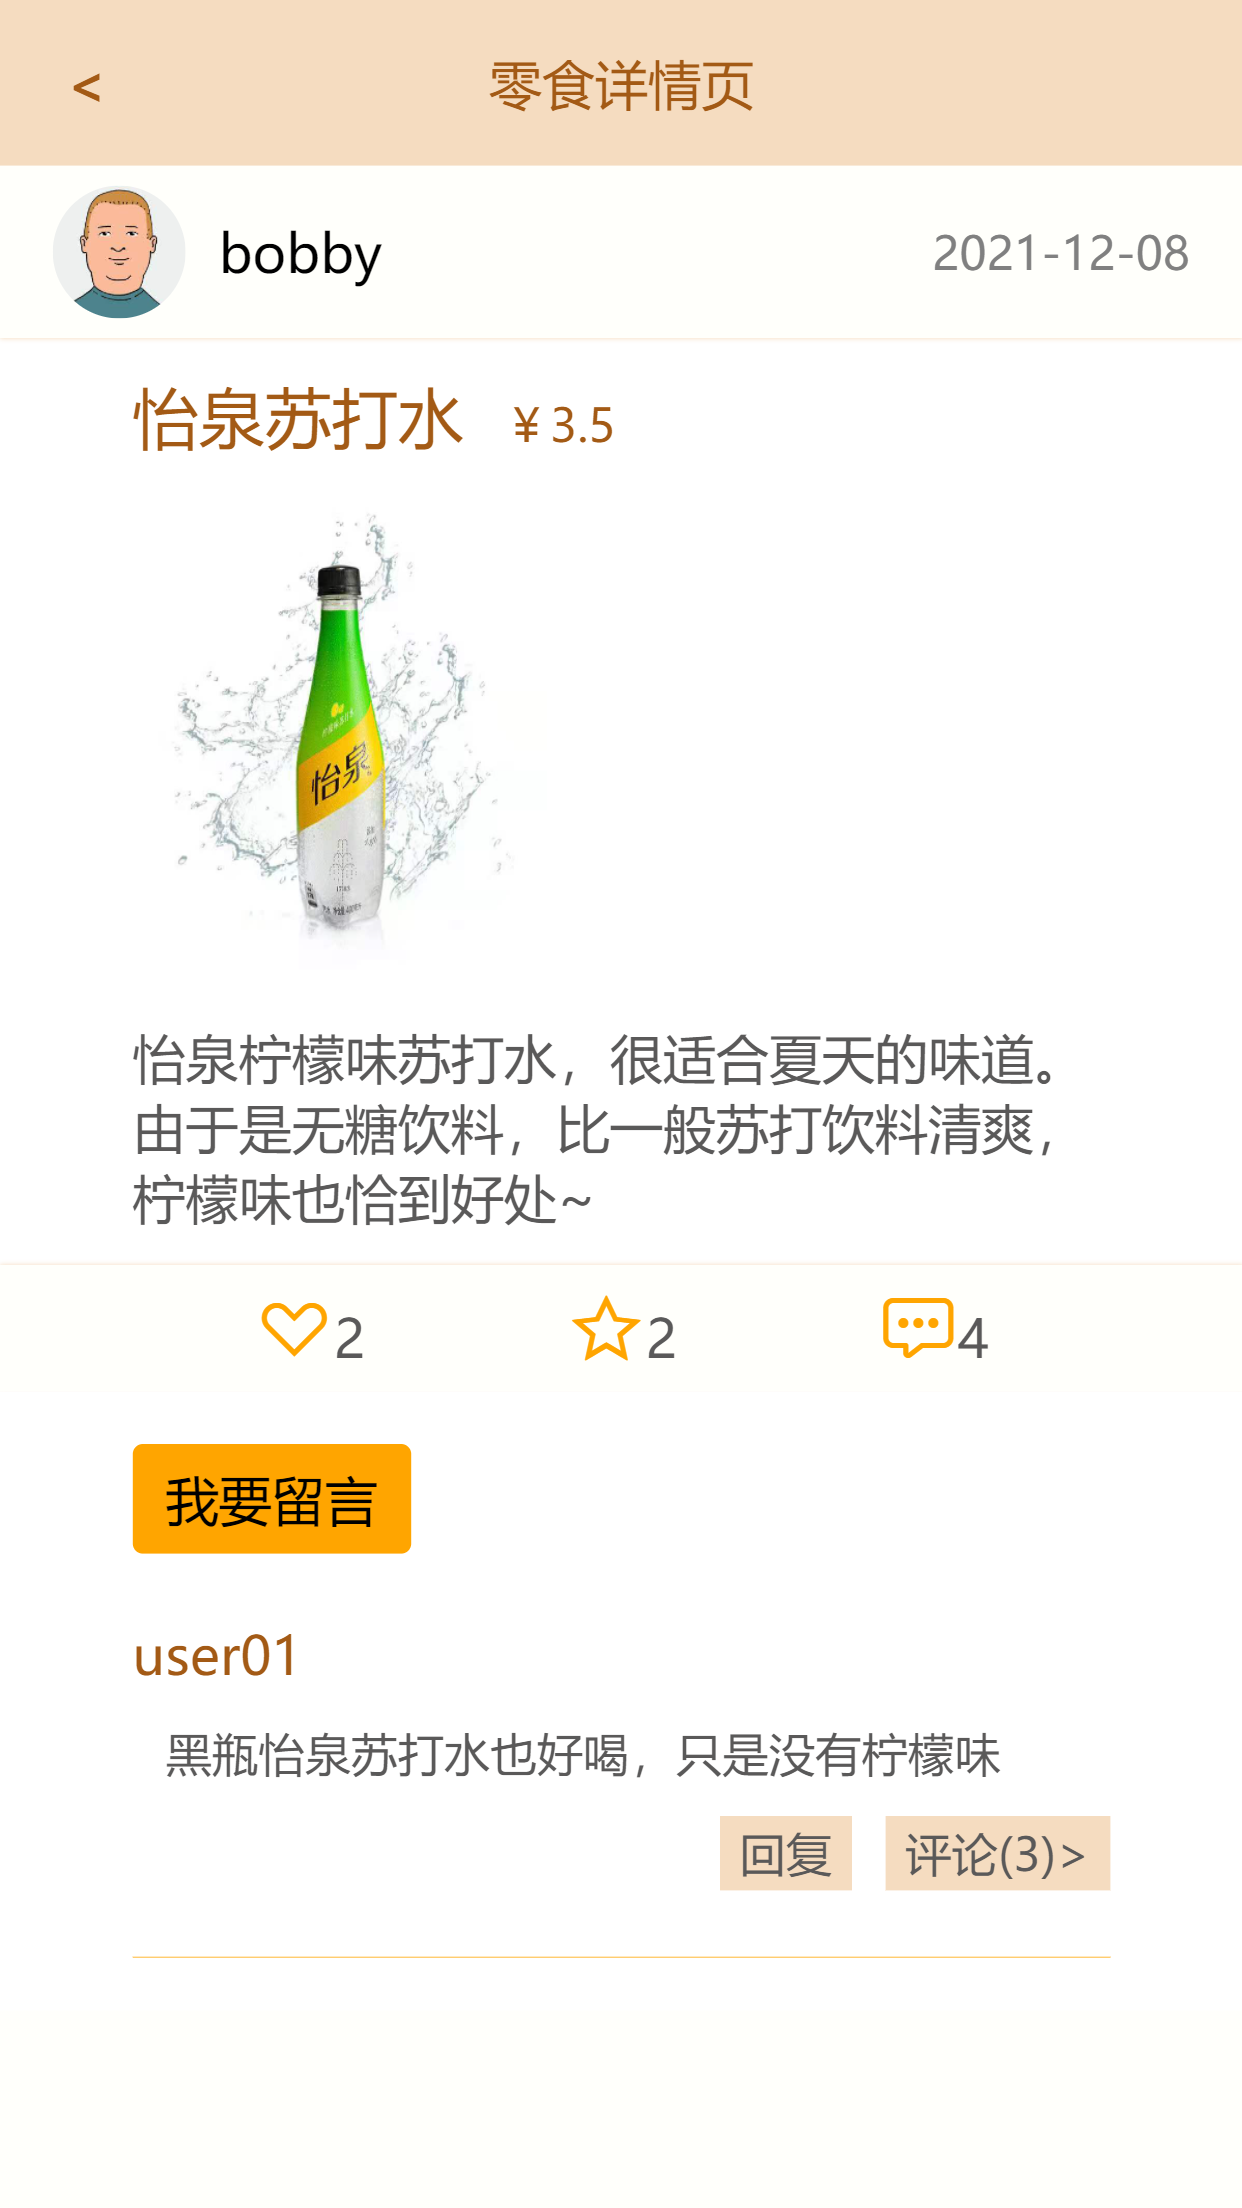 <
零食详情页
bobby
2021-12-08
怡泉苏打水 ¥ 3.5
怡泉
怡泉柠檬味苏打水，很适合夏天的味道。
由于是无糖饮料，比一般苏打饮料清爽，
柠檬味也恰到好处~
2
2
4
我要留言
user01
黑瓶怡泉苏打水也好喝，只是没有柠檬味
回复
评论(3)>